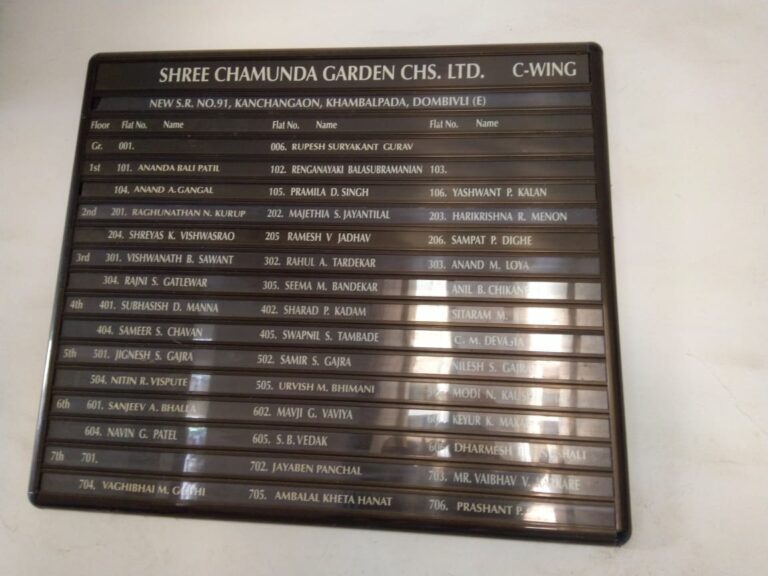 SHREE CHAMUNDA GARDEN CHS. LTD. C-WING
NEW S.R. NO.91, KANCHANGAON, KHAMBALPADA, DOMBIVLI (E)
Floor Flat No. Name Flat No. Name Flat No. Name
Gr. 001. 006. RUPESH SURYAKANT GURAV
1st 101. ANANDA BALI PATIL 102. RENGANAYAKI BALASUBRAMANIAN 103.
104. ANAND A. GANGAL 105. PRAMILA D. SINGH 106. YASHWANT P. KALAN
2nd 201. RAGHUNATHAN N. KURUP 202. MAJETHIA S. JAYANTILAL 203. HARIKRISHNA R. MENON
204. SHREYAS K. VISHWASRAO 205 RAMESH V JADHAV 206. SAMPAT P. DIGHE
3rd 301. VISHWANATH B. SAWANT 302. RAHUL A. TARDEKAR 303. ANAND M. LOYA
304. RAJNI S. GATLEWAR 305. SEEMA M. BANDEKAR ANIL B.
4th 401. SUBHASISH D. MANNA 402. SHARAD P. KADAM SITARAM M.
404. SAMEER S. CHAVAN 405. SWAPNIL S. TAMBADE C. M.
5th 501. JIGNESH S. GAJRA 502. SAMIR S. GAJRA NILESH S. GAJRA
504. NITIN R. VISPUTE 505. URVISH M. BHIMANI MODI N.
6th 601. SANJEEV A. BHALLA 602. MAVJI G. VAVIYA KEYUR K.
604. NAVIN G. PATEL 605. S. B. VEDAK DHARMESH
7th 701. 702. JAYABEN PANCHAL 703. MR. VAIBHAV V.
704. VAGHIBHAI M. 705. AMBALAL KHETA HANAT 706. PRASHANT P.